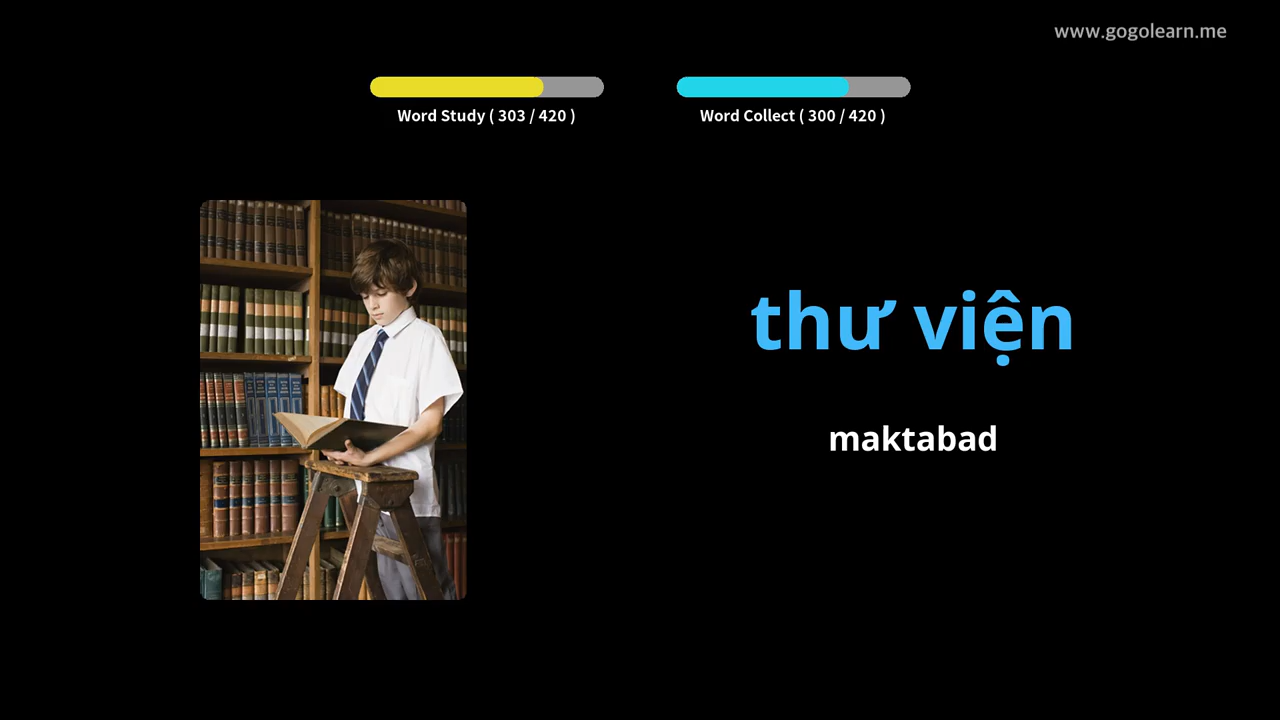 www.gogolearn.me
Word Study ( 303 / 420 )
Word Collect ( 300 / 420 )
thư viện
maktabad